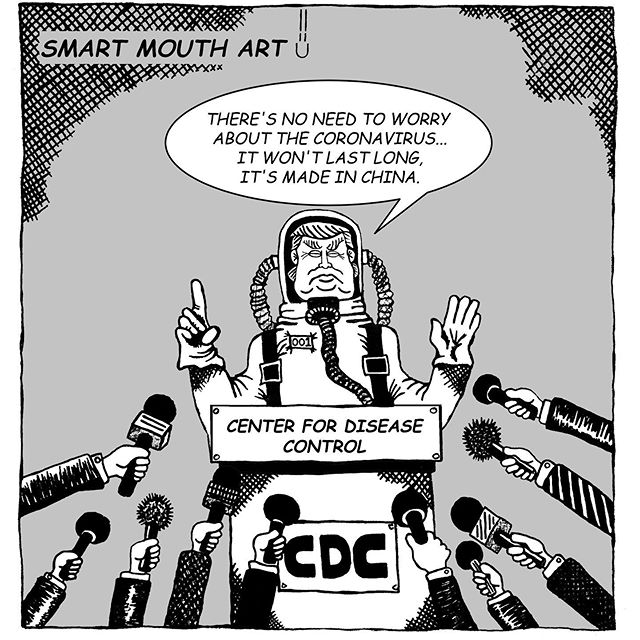 SMART MOUTH ART
THERE'S NO NEED TO WORRY
ABOUT THE CORONAVIRUS...
IT WON'T LAST LONG,
IT'S MADE IN CHINA.
001
CENTER FOR DISEASE
CONTROL
CDC